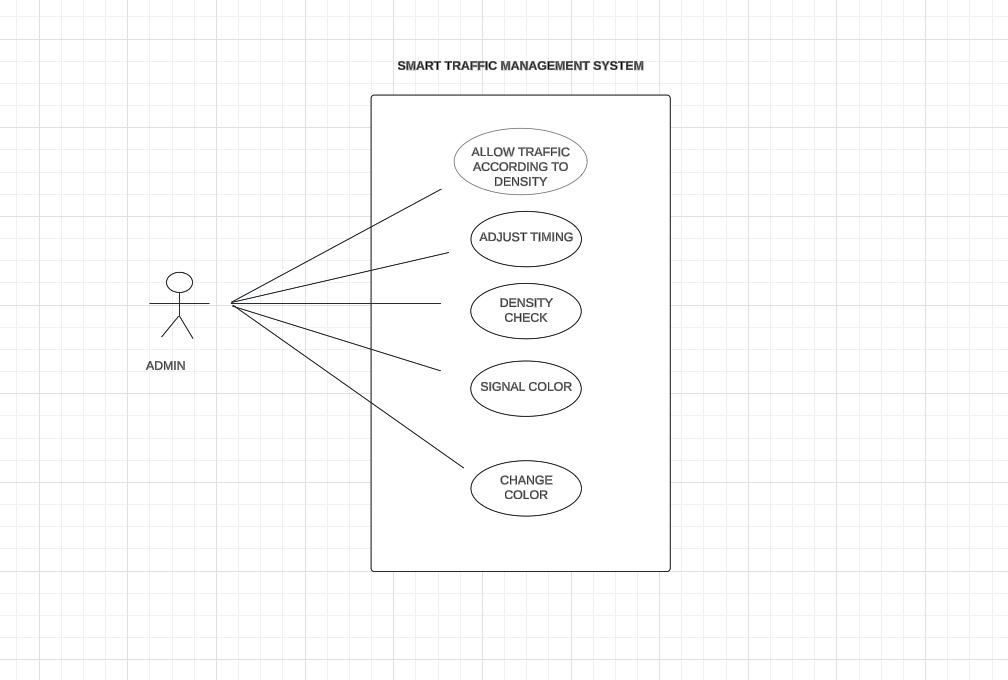 SMART TRAFFIC MANAGEMENT SYSTEM
ALLOW TRAFFIC
ACCORDING TO
DENSITY
ADJUST TIMING
DENSITY
CHECK
SIGNAL COLOR
CHANGE
COLOR
ADMIN